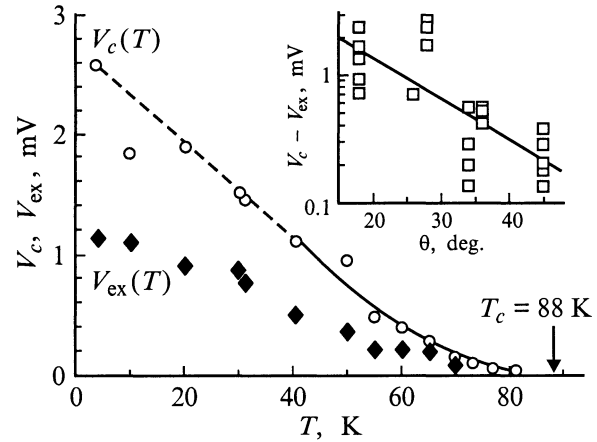 3
2
1
0
V_c, V_ex, mV
V_c(T)
V_ex(T)
0 20 40 60 80
T, K
T_c = 88 K
1
0.1
V_c − V_ex, mV
20 30 40
θ, deg.